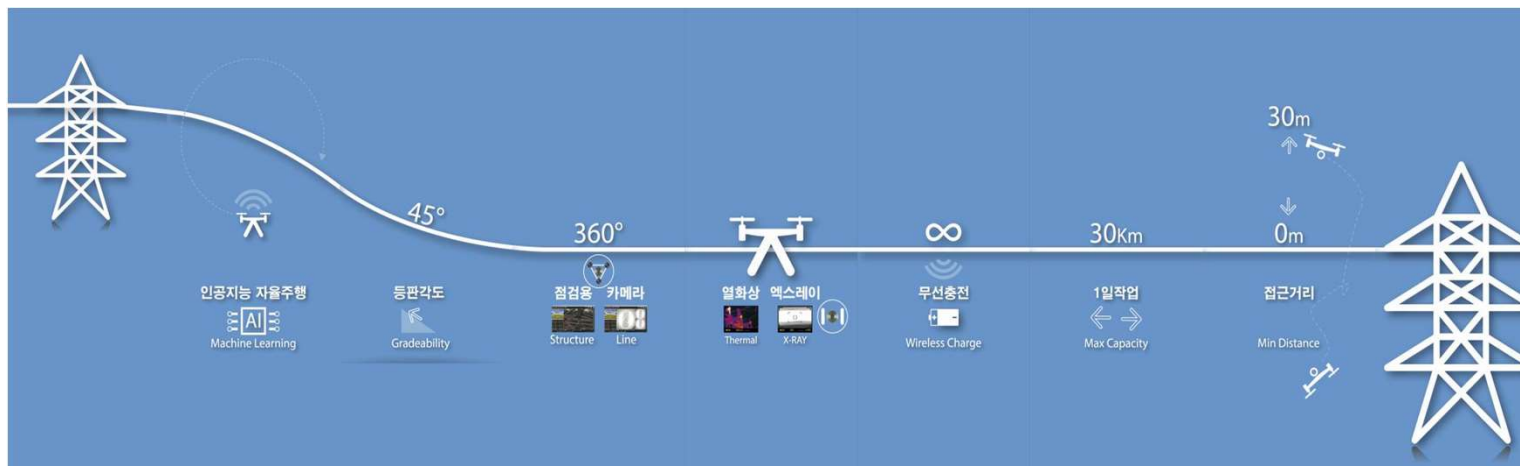 인공지능 자율주행
AI
Machine Learning
45°
등판각도
Gradeability
360°
점검용 카메라
Structure Line
열화상 엑스레이
Thermal X-RAY
∞
무선충전
Wireless Charge
30Km
1일작업
Max Capacity
30m
0m
접근거리
Min Distance